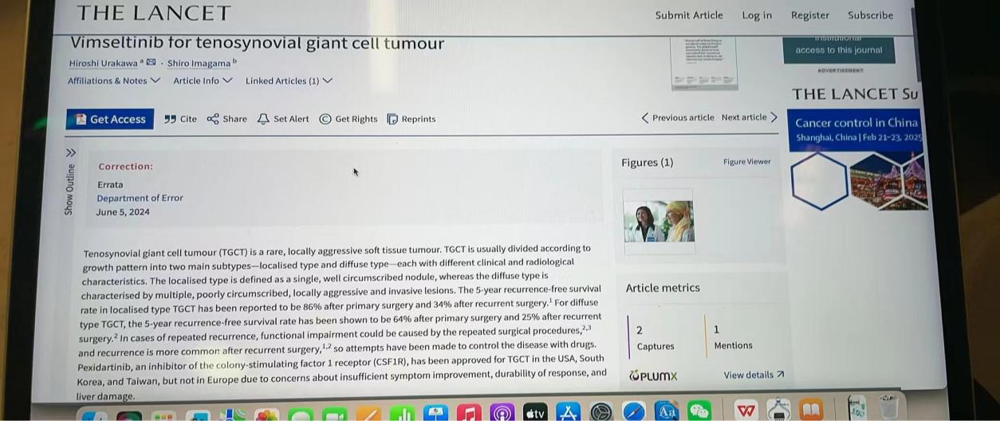 THE LANCET
Submit Article Log in Register Subscribe
Vimseltinib for tenosynovial giant cell tumour
Hiroshi Urakawa a · Shiro Imagama b
Affiliations & Notes Article Info Linked Articles (1)
access to this journal
ADVERTISEMENT
THE LANCET Su
Get Access Cite Share Set Alert Get Rights Reprints
Previous article Next article
Cancer control in China
Shanghai, China | Feb 21-23, 2025
Show Outline
Correction:
Errata
Department of Error
June 5, 2024
Figures (1) Figure Viewer
Tenosynovial giant cell tumour (TGCT) is a rare, locally aggressive soft tissue tumour. TGCT is usually divided according to
growth pattern into two main subtypes—localised type and diffuse type—each with different clinical and radiological
characteristics. The localised type is defined as a single, well circumscribed nodule, whereas the diffuse type is
characterised by multiple, poorly circumscribed, locally aggressive and invasive lesions. The 5-year recurrence-free survival
rate in localised type TGCT has been reported to be 86% after primary surgery and 34% after recurrent surgery.1 For diffuse
type TGCT, the 5-year recurrence-free survival rate has been shown to be 64% after primary surgery and 25% after recurrent
surgery.2 In cases of repeated recurrence, functional impairment could be caused by the repeated surgical procedures,2,3
and recurrence is more common after recurrent surgery,1,2 so attempts have been made to control the disease with drugs.
Pexidartinib, an inhibitor of the colony-stimulating factor 1 receptor (CSF1R), has been approved for TGCT in the USA, South
Korea, and Taiwan, but not in Europe due to concerns about insufficient symptom improvement, durability of response, and
liver damage.
Article metrics
2 1
Captures Mentions
PLUMX View details
tv
Aa
W